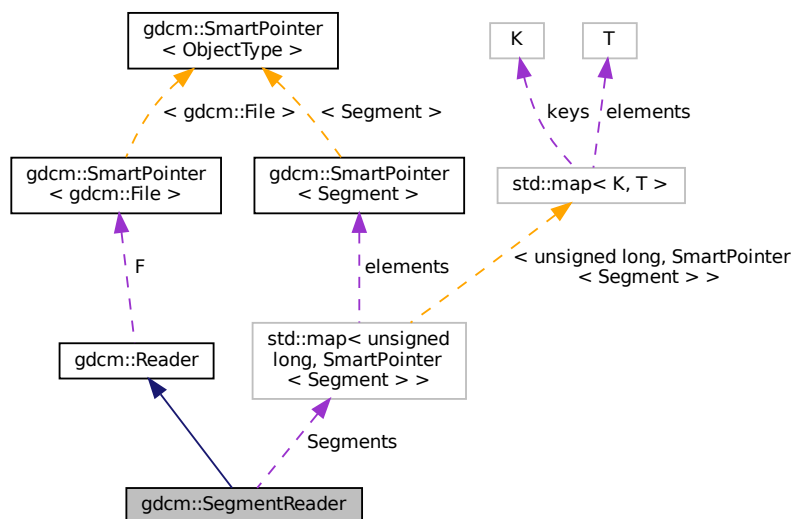 gdcm::SmartPointer
< ObjectType >
K
T
< gdcm::File >
< Segment >
keys
elements
gdcm::SmartPointer
< gdcm::File >
gdcm::SmartPointer
< Segment >
std::map< K, T >
F
elements
< unsigned long, SmartPointer
< Segment > >
gdcm::Reader
std::map< unsigned
long, SmartPointer
< Segment > >
Segments
gdcm::SegmentReader